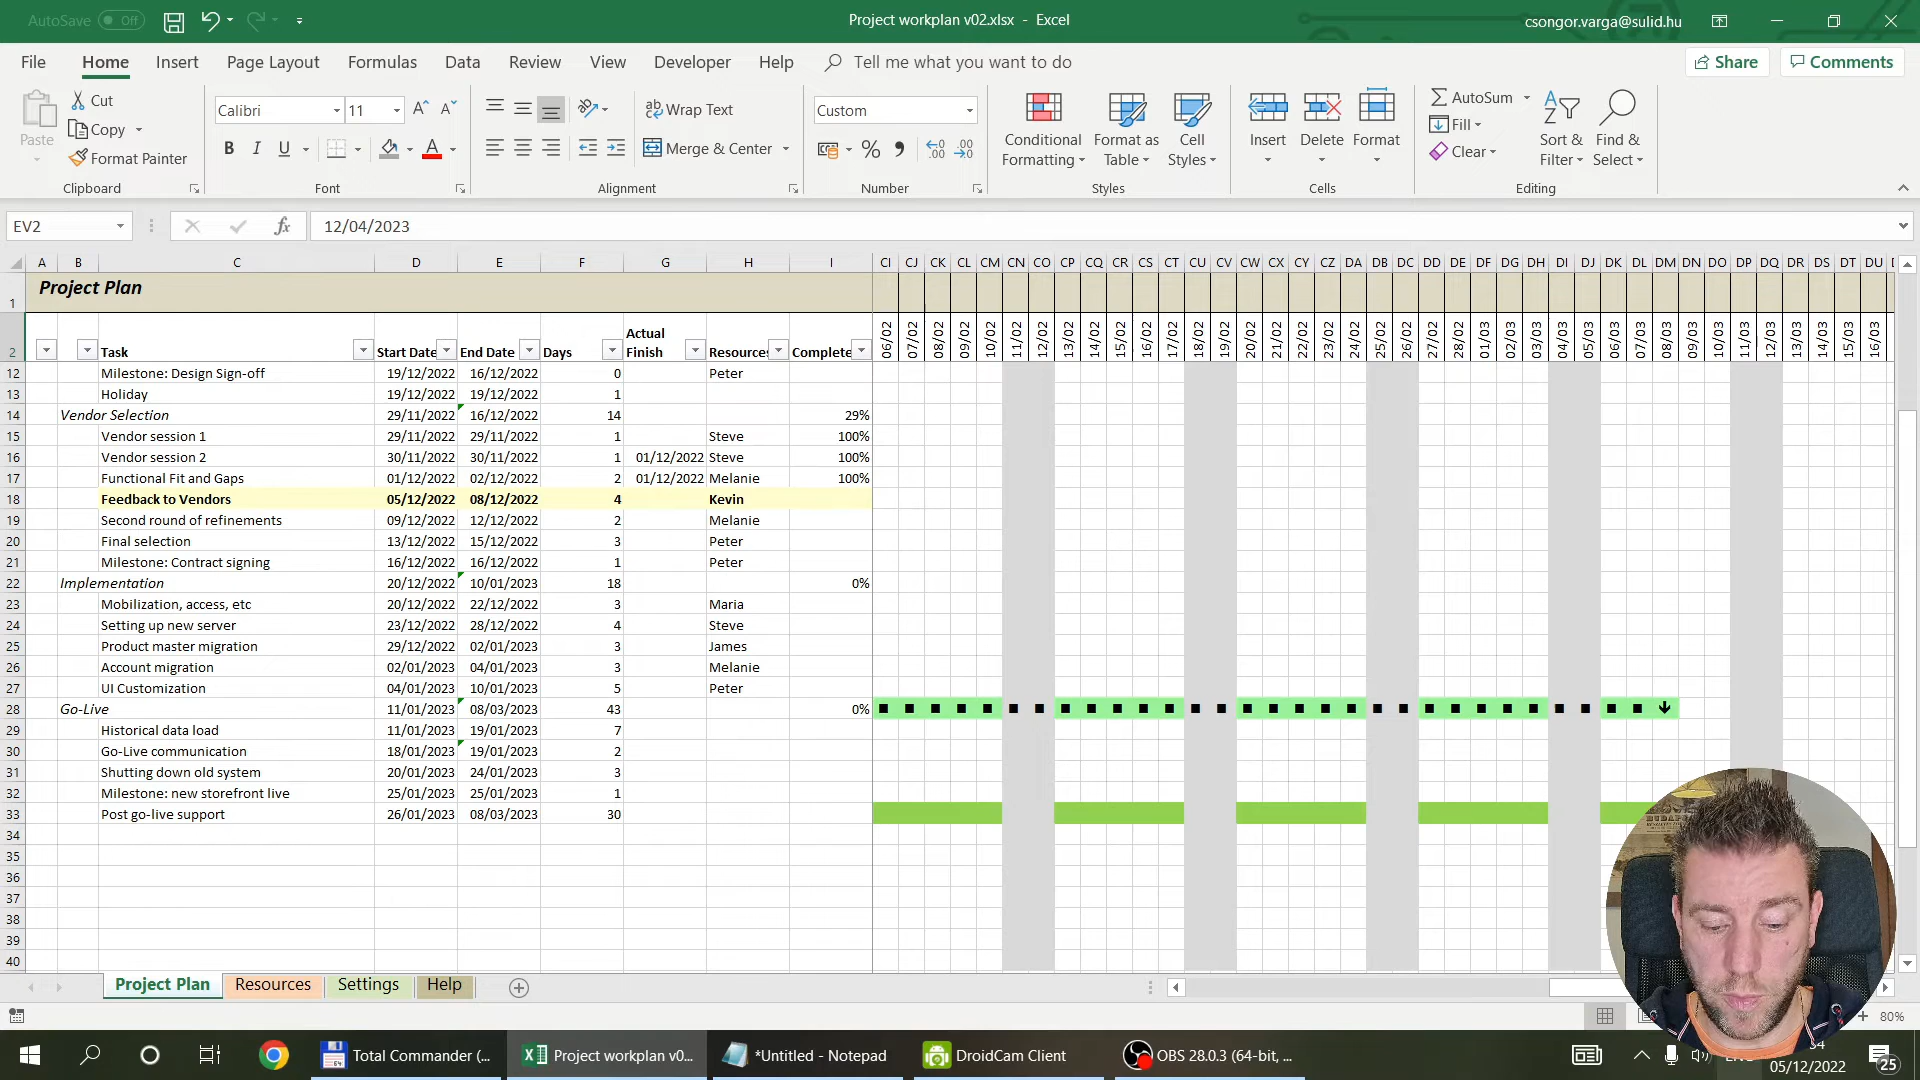 AutoSave Off
Project workplan v02.xlsx - Excel
csongor.varga@sulid.hu
File Home Insert Page Layout Formulas Data Review View Developer Help Tell me what you want to do
Share Comments
Paste
Cut
Copy
Format Painter
Clipboard
Calibri 11
B I U
Font
Wrap Text
Merge & Center
Alignment
Custom
Number
Conditional Formatting
Format as Table
Cell Styles
Styles
Insert Delete Format
Cells
AutoSum
Fill
Clear
Sort & Filter
Find & Select
Editing
EV2 fx 12/04/2023
A B C D E F G H I CI CJ CK CL CM CN CO CP CQ CR CS CT CU CV CW CX CY CZ DA DB DC DD DE DF DG DH DI DJ DK DL DM DN DO DP DQ DR DS DT DU
1 Project Plan
2 Task Start Date End Date Days Actual Finish Resources Complete 06/02 07/02 08/02 09/02 10/02 11/02 12/02 13/02 14/02 15/02 16/02 17/02 18/02 19/02 20/02 21/02 22/02 23/02 24/02 25/02 26/02 27/02 28/02 01/03 02/03 03/03 04/03 05/03 06/03 07/03 08/03 09/03 10/03 11/03 12/03 13/03 14/03 15/03 16/03
12 Milestone: Design Sign-off 19/12/2022 16/12/2022 0 Peter
13 Holiday 19/12/2022 19/12/2022 1
14 Vendor Selection 29/11/2022 16/12/2022 14 29%
15 Vendor session 1 29/11/2022 29/11/2022 1 Steve 100%
16 Vendor session 2 30/11/2022 30/11/2022 1 01/12/2022 Steve 100%
17 Functional Fit and Gaps 01/12/2022 02/12/2022 2 01/12/2022 Melanie 100%
18 Feedback to Vendors 05/12/2022 08/12/2022 4 Kevin
19 Second round of refinements 09/12/2022 12/12/2022 2 Melanie
20 Final selection 13/12/2022 15/12/2022 3 Peter
21 Milestone: Contract signing 16/12/2022 16/12/2022 1 Peter
22 Implementation 20/12/2022 10/01/2023 18 0%
23 Mobilization, access, etc 20/12/2022 22/12/2022 3 Maria
24 Setting up new server 23/12/2022 28/12/2022 4 Steve
25 Product master migration 29/12/2022 02/01/2023 3 James
26 Account migration 02/01/2023 04/01/2023 3 Melanie
27 UI Customization 04/01/2023 10/01/2023 5 Peter
28 Go-Live 11/01/2023 08/03/2023 43 0%
29 Historical data load 11/01/2023 19/01/2023 7
30 Go-Live communication 18/01/2023 19/01/2023 2
31 Shutting down old system 20/01/2023 24/01/2023 3
32 Milestone: new storefront live 25/01/2023 25/01/2023 1
33 Post go-live support 26/01/2023 08/03/2023 30
34
35
36
37
38
39
40
Project Plan Resources Settings Help
80%
Total Commander (... Project workplan v0... *Untitled - Notepad DroidCam Client OBS 28.0.3 (64-bit, ...
05/12/2022
25